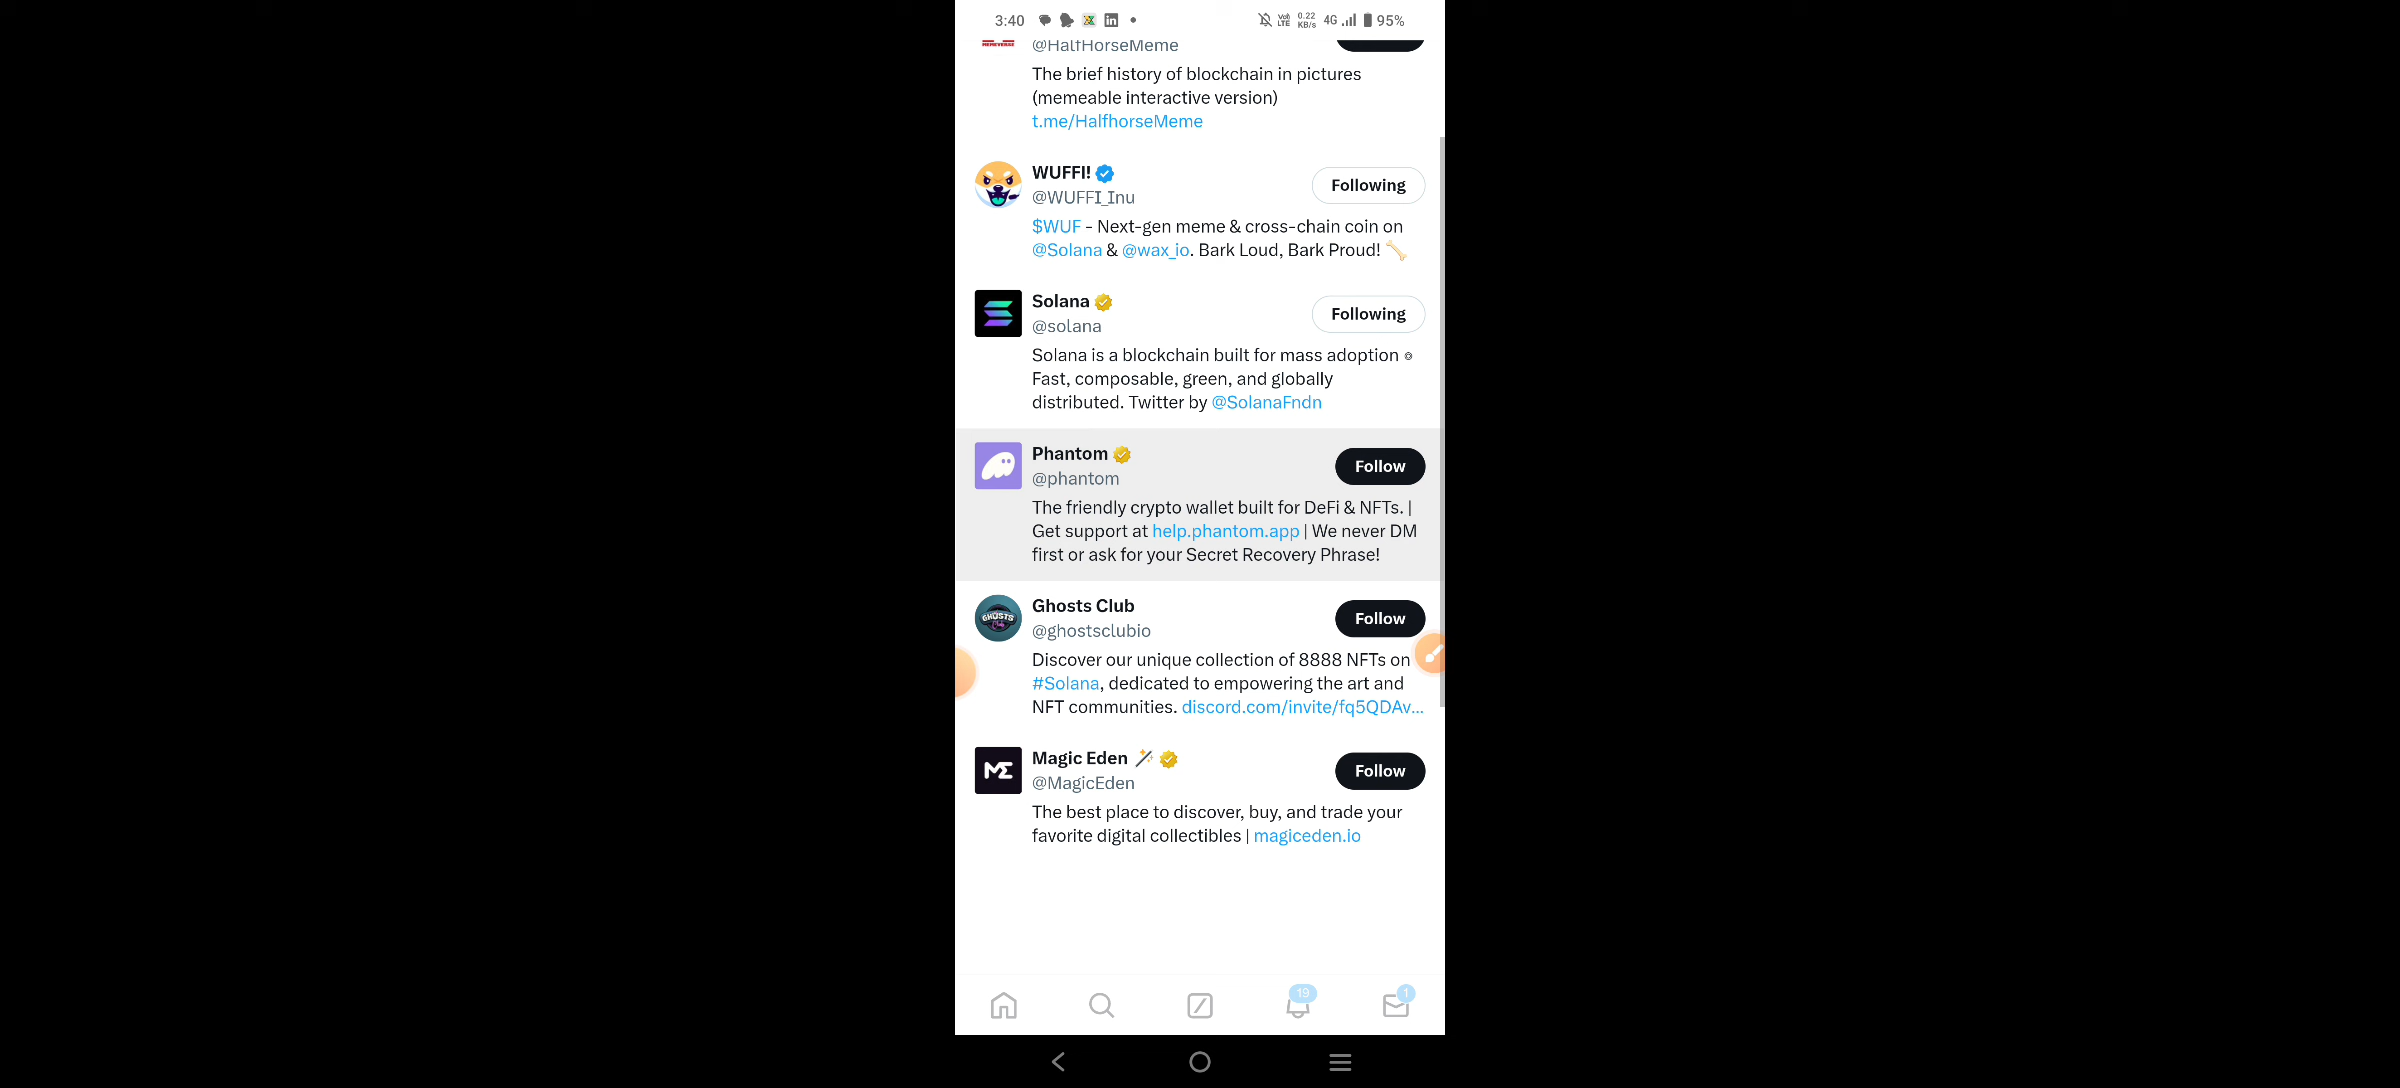 3:40 0.22 KB/s 4G 95%
@HalfHorseMeme
The brief history of blockchain in pictures
(memeable interactive version)
t.me/HalfhorseMeme
WUFFI!
Following
@WUFFI_Inu
$WUF - Next-gen meme & cross-chain coin on
@Solana & @wax_io. Bark Loud, Bark Proud! 🦴
Solana
Following
@solana
Solana is a blockchain built for mass adoption ⊙
Fast, composable, green, and globally
distributed. Twitter by @SolanaFndn
Phantom
Follow
@phantom
The friendly crypto wallet built for DeFi & NFTs. |
Get support at help.phantom.app | We never DM
first or ask for your Secret Recovery Phrase!
GHOSTS
Ghosts Club
Follow
@ghostsclubio
Discover our unique collection of 8888 NFTs on
#Solana, dedicated to empowering the art and
NFT communities. discord.com/invite/fq5QDAv...
ME
Magic Eden 🪄
Follow
@MagicEden
The best place to discover, buy, and trade your
favorite digital collectibles | magiceden.io
19
1